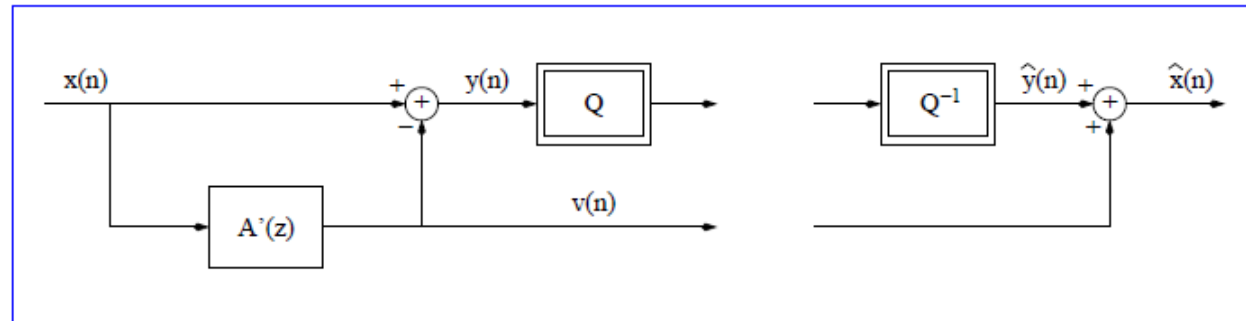 x(n)
+
+
−
y(n)
Q
Q⁻¹
ŷ(n)
+
+
+
x̂(n)
A’(z)
v(n)